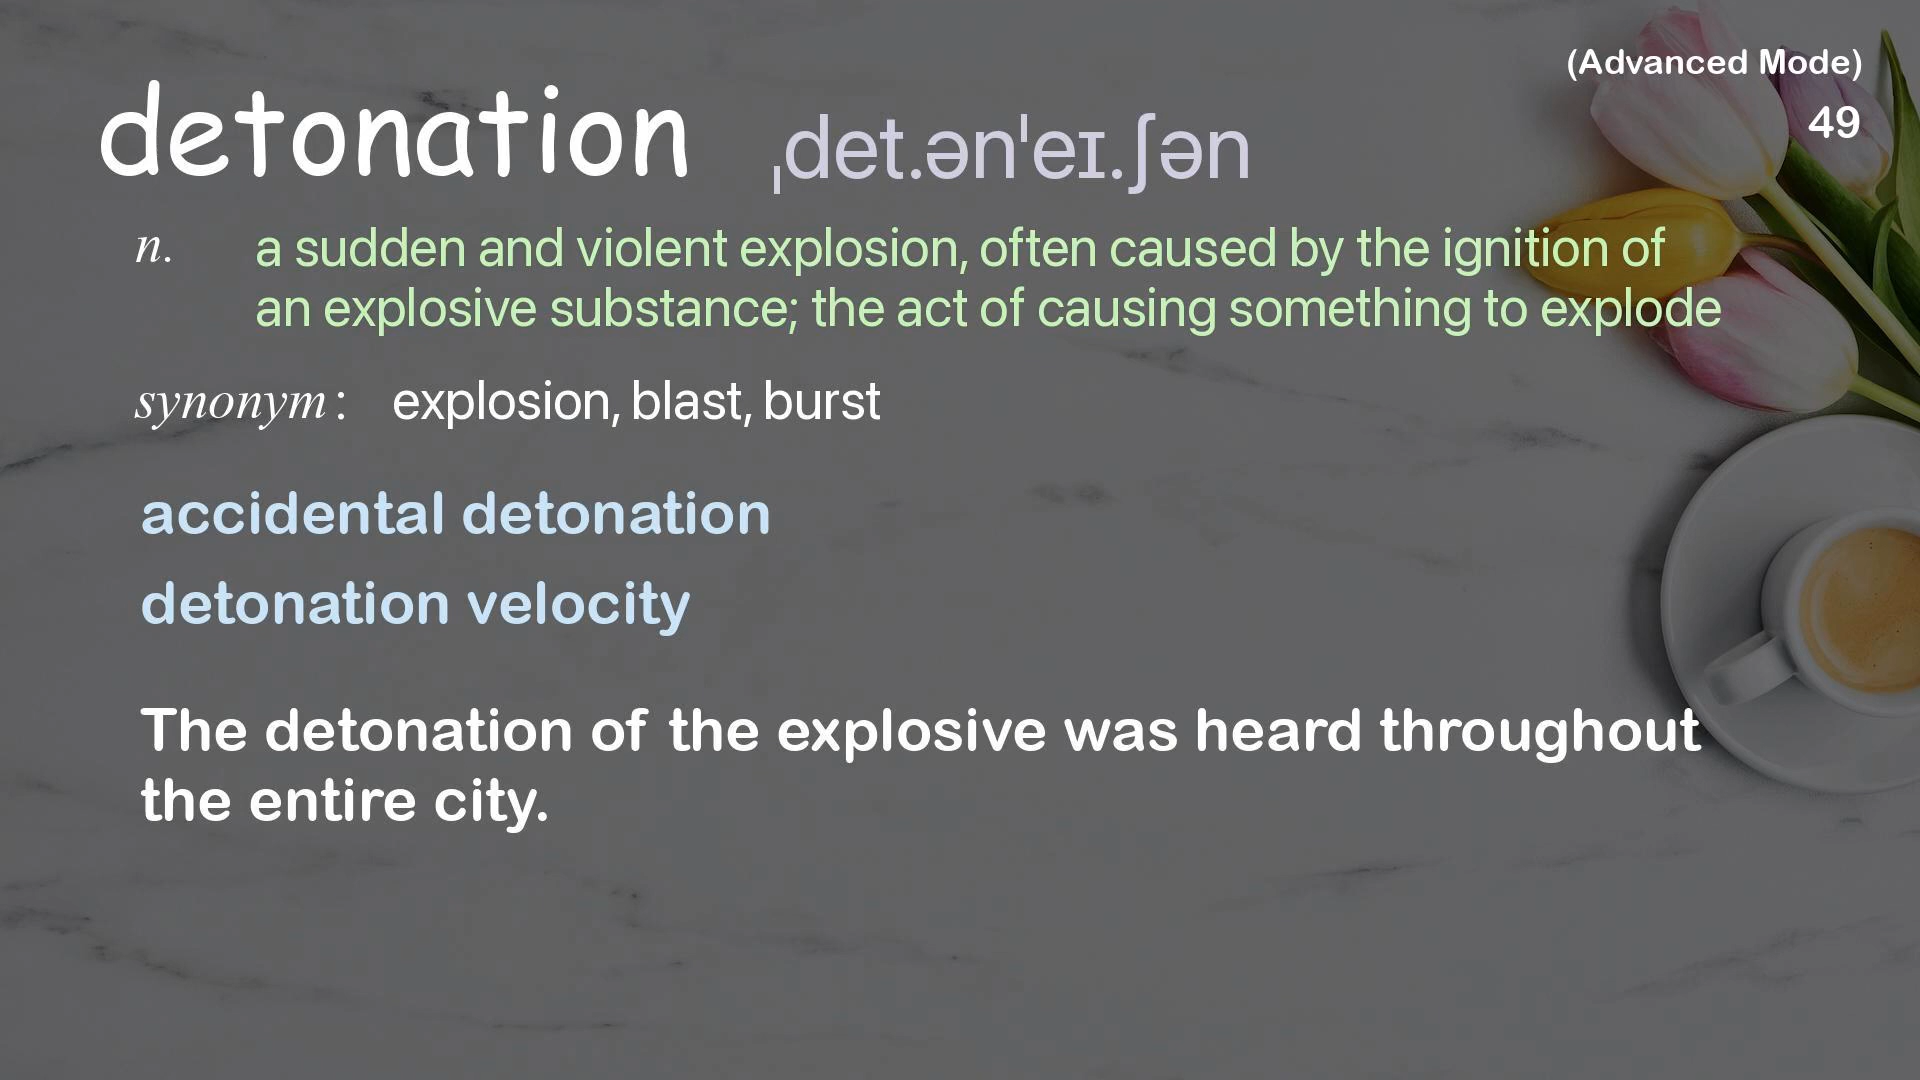 (Advanced Mode)
49
detonation ˌdet.ənˈeɪ.ʃən
n. a sudden and violent explosion, often caused by the ignition of
an explosive substance; the act of causing something to explode
synonym: explosion, blast, burst
accidental detonation
detonation velocity
The detonation of the explosive was heard throughout
the entire city.